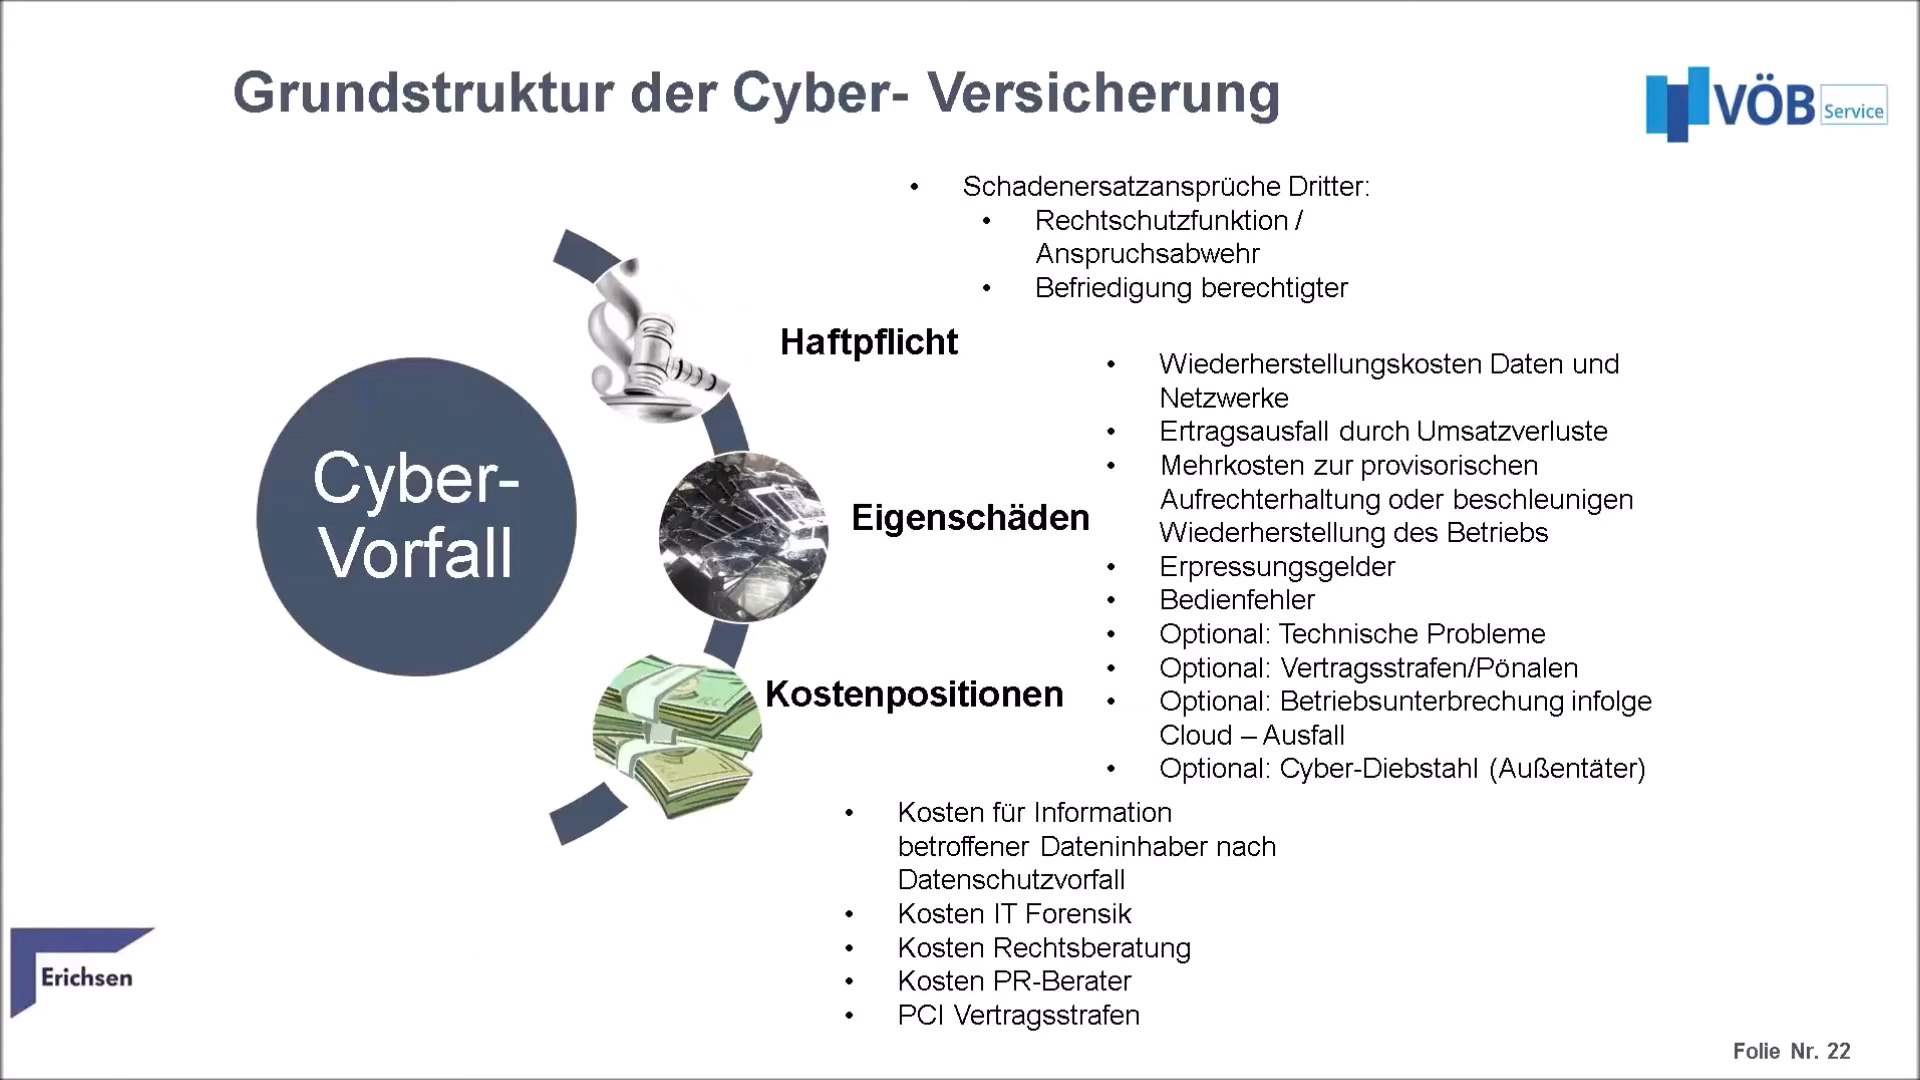 Grundstruktur der Cyber- Versicherung
VÖB Service
• Schadenersatzansprüche Dritter:
• Rechtschutzfunktion /
Anspruchsabwehr
• Befriedigung berechtigter
Haftpflicht
Cyber-
Vorfall
Eigenschäden
• Wiederherstellungskosten Daten und
Netzwerke
• Ertragsausfall durch Umsatzverluste
• Mehrkosten zur provisorischen
Aufrechterhaltung oder beschleunigen
Wiederherstellung des Betriebs
• Erpressungsgelder
• Bedienfehler
• Optional: Technische Probleme
• Optional: Vertragsstrafen/Pönalen
• Optional: Betriebsunterbrechung infolge
Cloud – Ausfall
• Optional: Cyber-Diebstahl (Außentäter)
Kostenpositionen
• Kosten für Information
betroffener Dateninhaber nach
Datenschutzvorfall
• Kosten IT Forensik
• Kosten Rechtsberatung
• Kosten PR-Berater
• PCI Vertragsstrafen
Erichsen
Folie Nr. 22